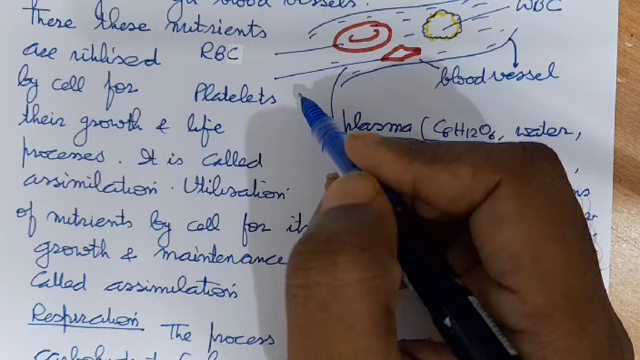 blood vessels.
There these nutrients
are utilised RBC
WBC
by cell for Platelets
blood vessel
their growth & life plasma (C6H12O6, water,
processes. It is called
assimilation. Utilisation
of nutrients by cell for its
growth & maintenance
Called assimilation
Respiration The process